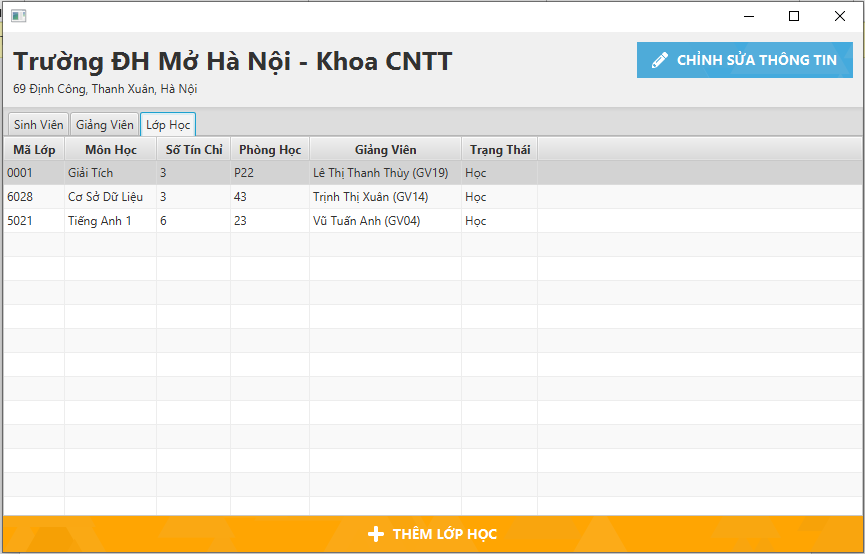 Trường ĐH Mở Hà Nội - Khoa CNTT
CHỈNH SỬA THÔNG TIN
69 Định Công, Thanh Xuân, Hà Nội
Sinh Viên Giảng Viên Lớp Học
Mã Lớp Môn Học Số Tín Chỉ Phòng Học Giảng Viên Trạng Thái
0001 Giải Tích 3 P22 Lê Thị Thanh Thùy (GV19) Học
6028 Cơ Sở Dữ Liệu 3 43 Trịnh Thị Xuân (GV14) Học
5021 Tiếng Anh 1 6 23 Vũ Tuấn Anh (GV04) Học
THÊM LỚP HỌC